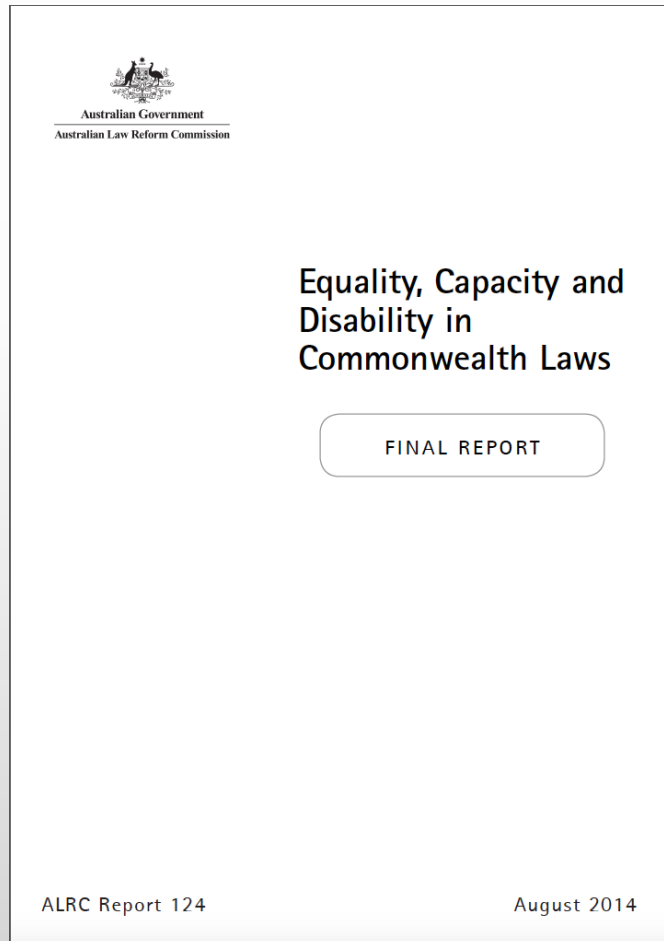 Australian Government
Australian Law Reform Commission
Equality, Capacity and
Disability in
Commonwealth Laws
FINAL REPORT
ALRC Report 124
August 2014